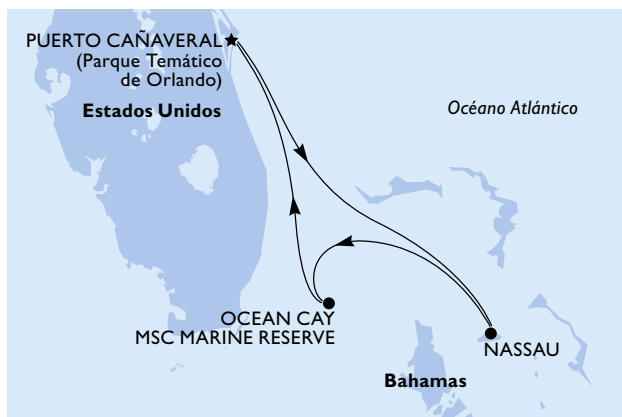 PUERTO CAÑAVERAL
(Parque Temático
de Orlando)
Estados Unidos
Océano Atlántico
OCEAN CAY
MSC MARINE RESERVE
NASSAU
Bahamas